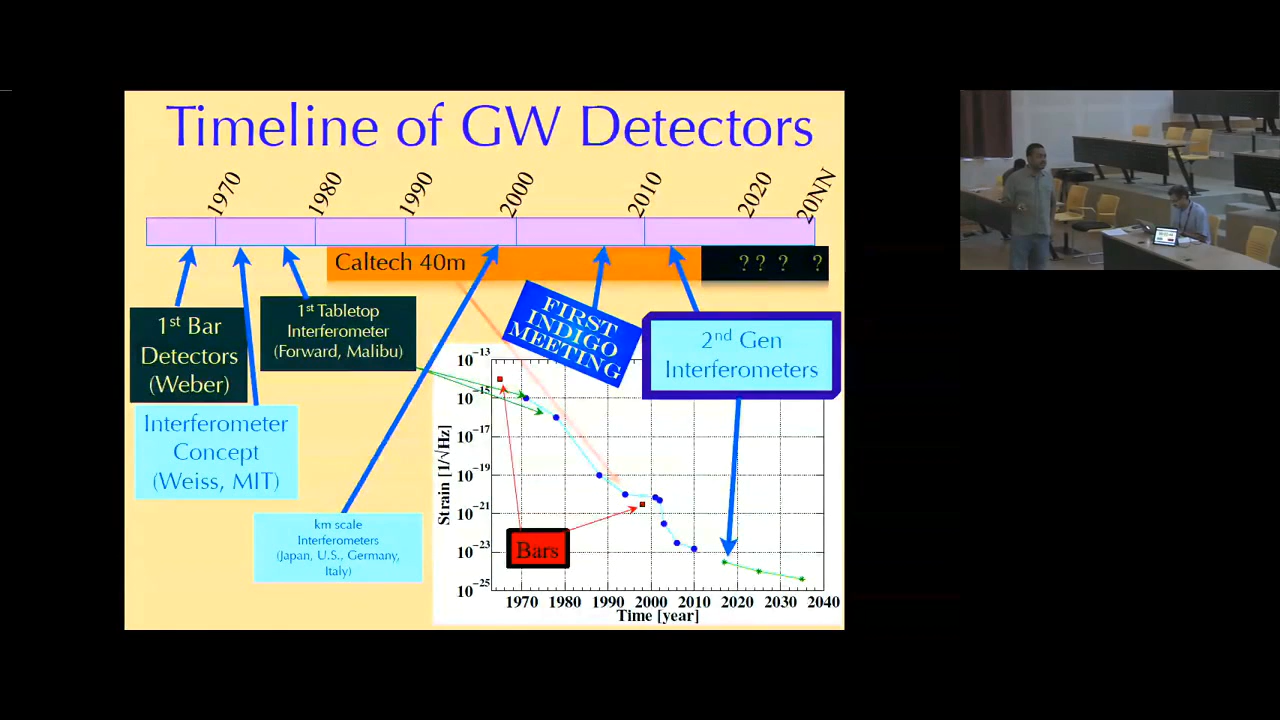 Timeline of GW Detectors
1970
1980
1990
2000
2010
2020
20NN
Caltech 40m
? ? ? ?
1st Bar
Detectors
(Weber)
1st Tabletop
Interferometer
(Forward, Malibu)
FIRST
INDIGO
MEETING
2nd Gen
Interferometers
Interferometer
Concept
(Weiss, MIT)
km scale
Interferometers
(Japan, U.S., Germany,
Italy)
Strain [1/√Hz]
10-13
10-15
10-17
10-19
10-21
10-23
10-25
Bars
1970 1980 1990 2000 2010 2020 2030 2040
Time [year]